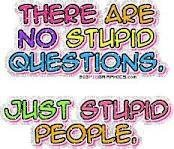 THERE ARE
NO STUPID
QUESTIONS.
JUST STUPID
PEOPLE.